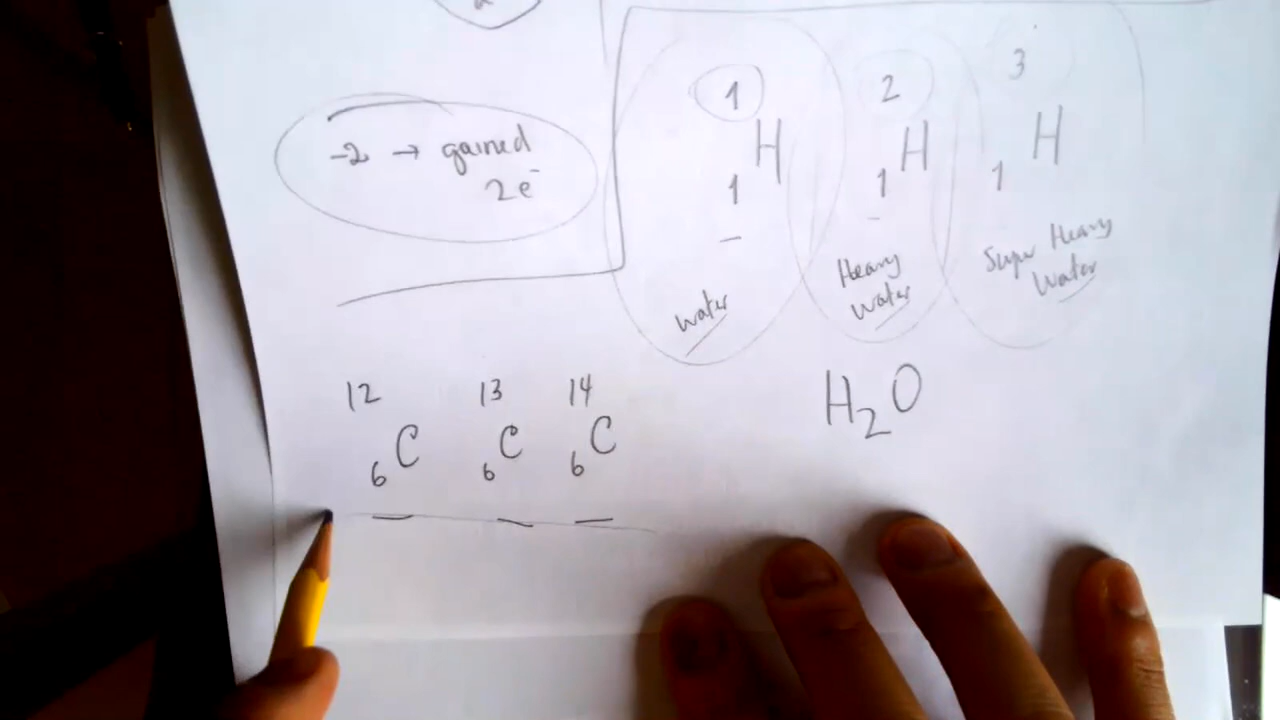 -2 → gained
2e⁻
1
H
1
water
2
H
1
Heavy
water
3
H
1
Super Heavy
Water
12
C
6
13
C
6
14
C
6
H₂O